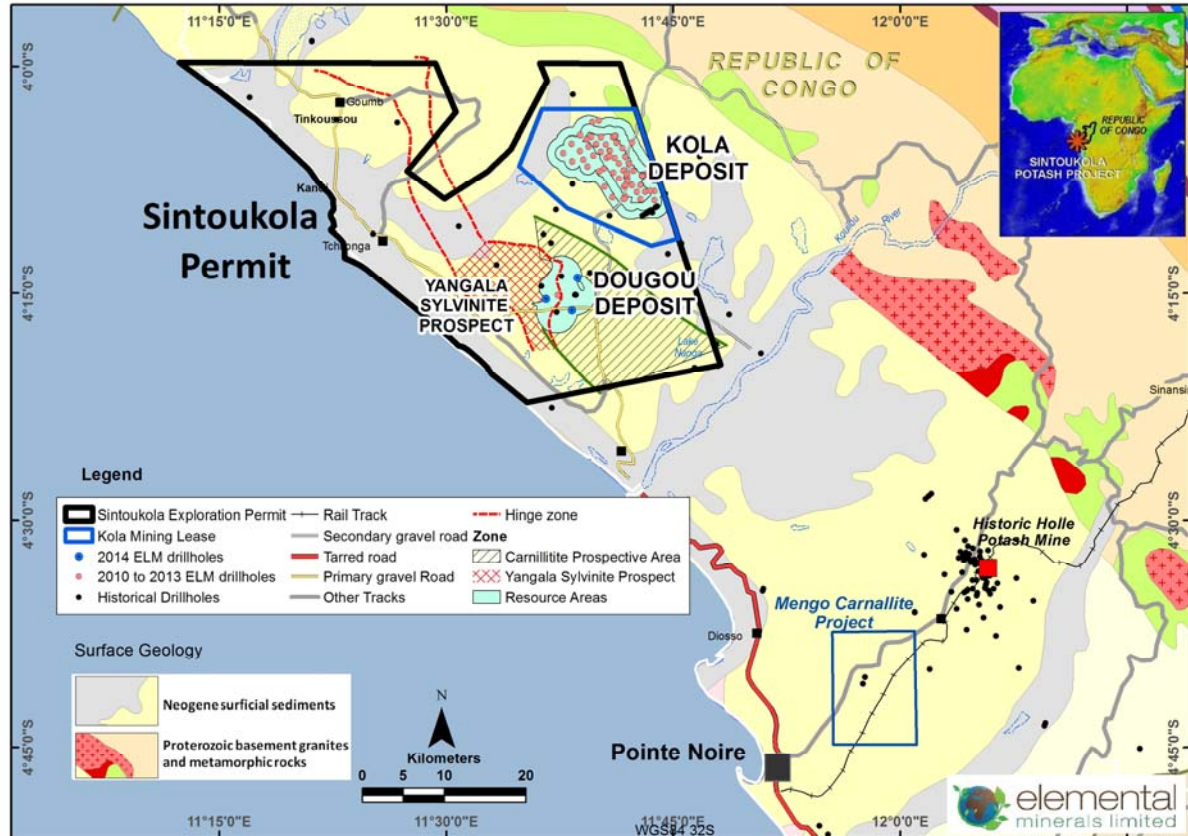 11°15'0"E
11°30'0"E
11°45'0"E
12°0'0"E
4°0'0"S
4°0'0"S
REPUBLIC OF
CONGO
REPUBLIC
OF CONGO
SINTOUKOLA
POTASH PROJECT
Goumb
Tinkoussou
KOLA
DEPOSIT
Kandi
Sintoukola
Permit
Tchibonga
Kouilou
River
4°15'0"S
4°15'0"S
YANGALA
SYLVINITE
PROSPECT
DOUGOU
DEPOSIT
Lake
Sinansin
Legend
Sintoukola Exploration Permit
Rail Track
Hinge zone
Kola Mining Lease
Secondary gravel road
Zone
2014 ELM drillholes
Tarred road
Carnillitite Prospective Area
2010 to 2013 ELM drillholes
Primary gravel Road
Yangala Sylvinite Prospect
Historical Drillholes
Other Tracks
Resource Areas
4°30'0"S
4°30'0"S
Historic Holle
Potash Mine
Mengo Carnallite
Project
Diosso
Surface Geology
Neogene surficial sediments
Proterozoic basement granites
and metamorphic rocks
N
Kilometers
0 5 10 20
Pointe Noire
4°45'0"S
4°45'0"S
elemental
minerals limited
11°15'0"E
11°30'0"E
11°45'0"E
12°0'0"E
WGS84 32S